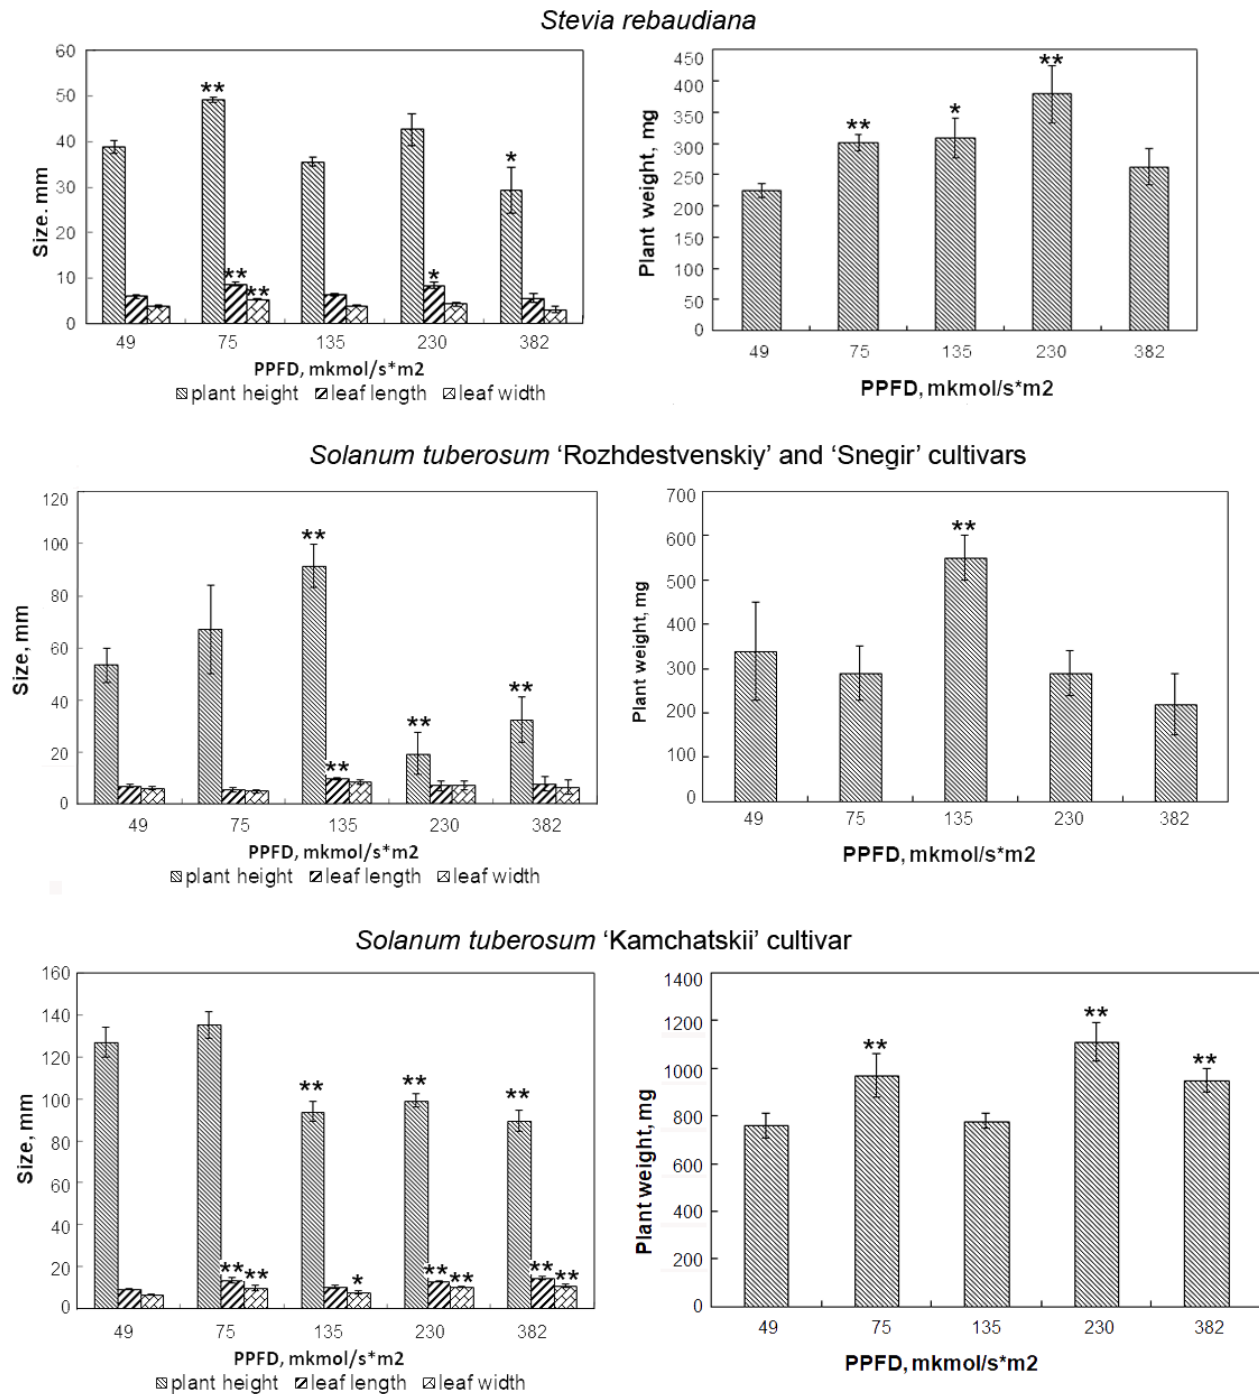 Stevia rebaudiana
60
50
40
30
20
10
0
Size. mm
**
**
**
*
*
49 75 135 230 382
PPFD, mkmol/s*m2
plant height leaf length leaf width
450
400
350
300
250
200
150
100
50
0
Plant weight, mg
**
*
**
49 75 135 230 382
PPFD, mkmol/s*m2
Solanum tuberosum ‘Rozhdestvenskiy’ and ‘Snegir’ cultivars
120
100
80
60
40
20
0
Size, mm
**
**
**
**
49 75 135 230 382
PPFD, mkmol/s*m2
plant height leaf length leaf width
700
600
500
400
300
200
100
0
Plant weight, mg
**
49 75 135 230 382
PPFD, mkmol/s*m2
Solanum tuberosum ‘Kamchatskii’ cultivar
160
140
120
100
80
60
40
20
0
Size, mm
** ** **
** ** * ** ** ** **
49 75 135 230 382
PPFD, mkmol/s*m2
plant height leaf length leaf width
1400
1200
1000
800
600
400
200
0
Plant weight, mg
** ** **
49 75 135 230 382
PPFD, mkmol/s*m2